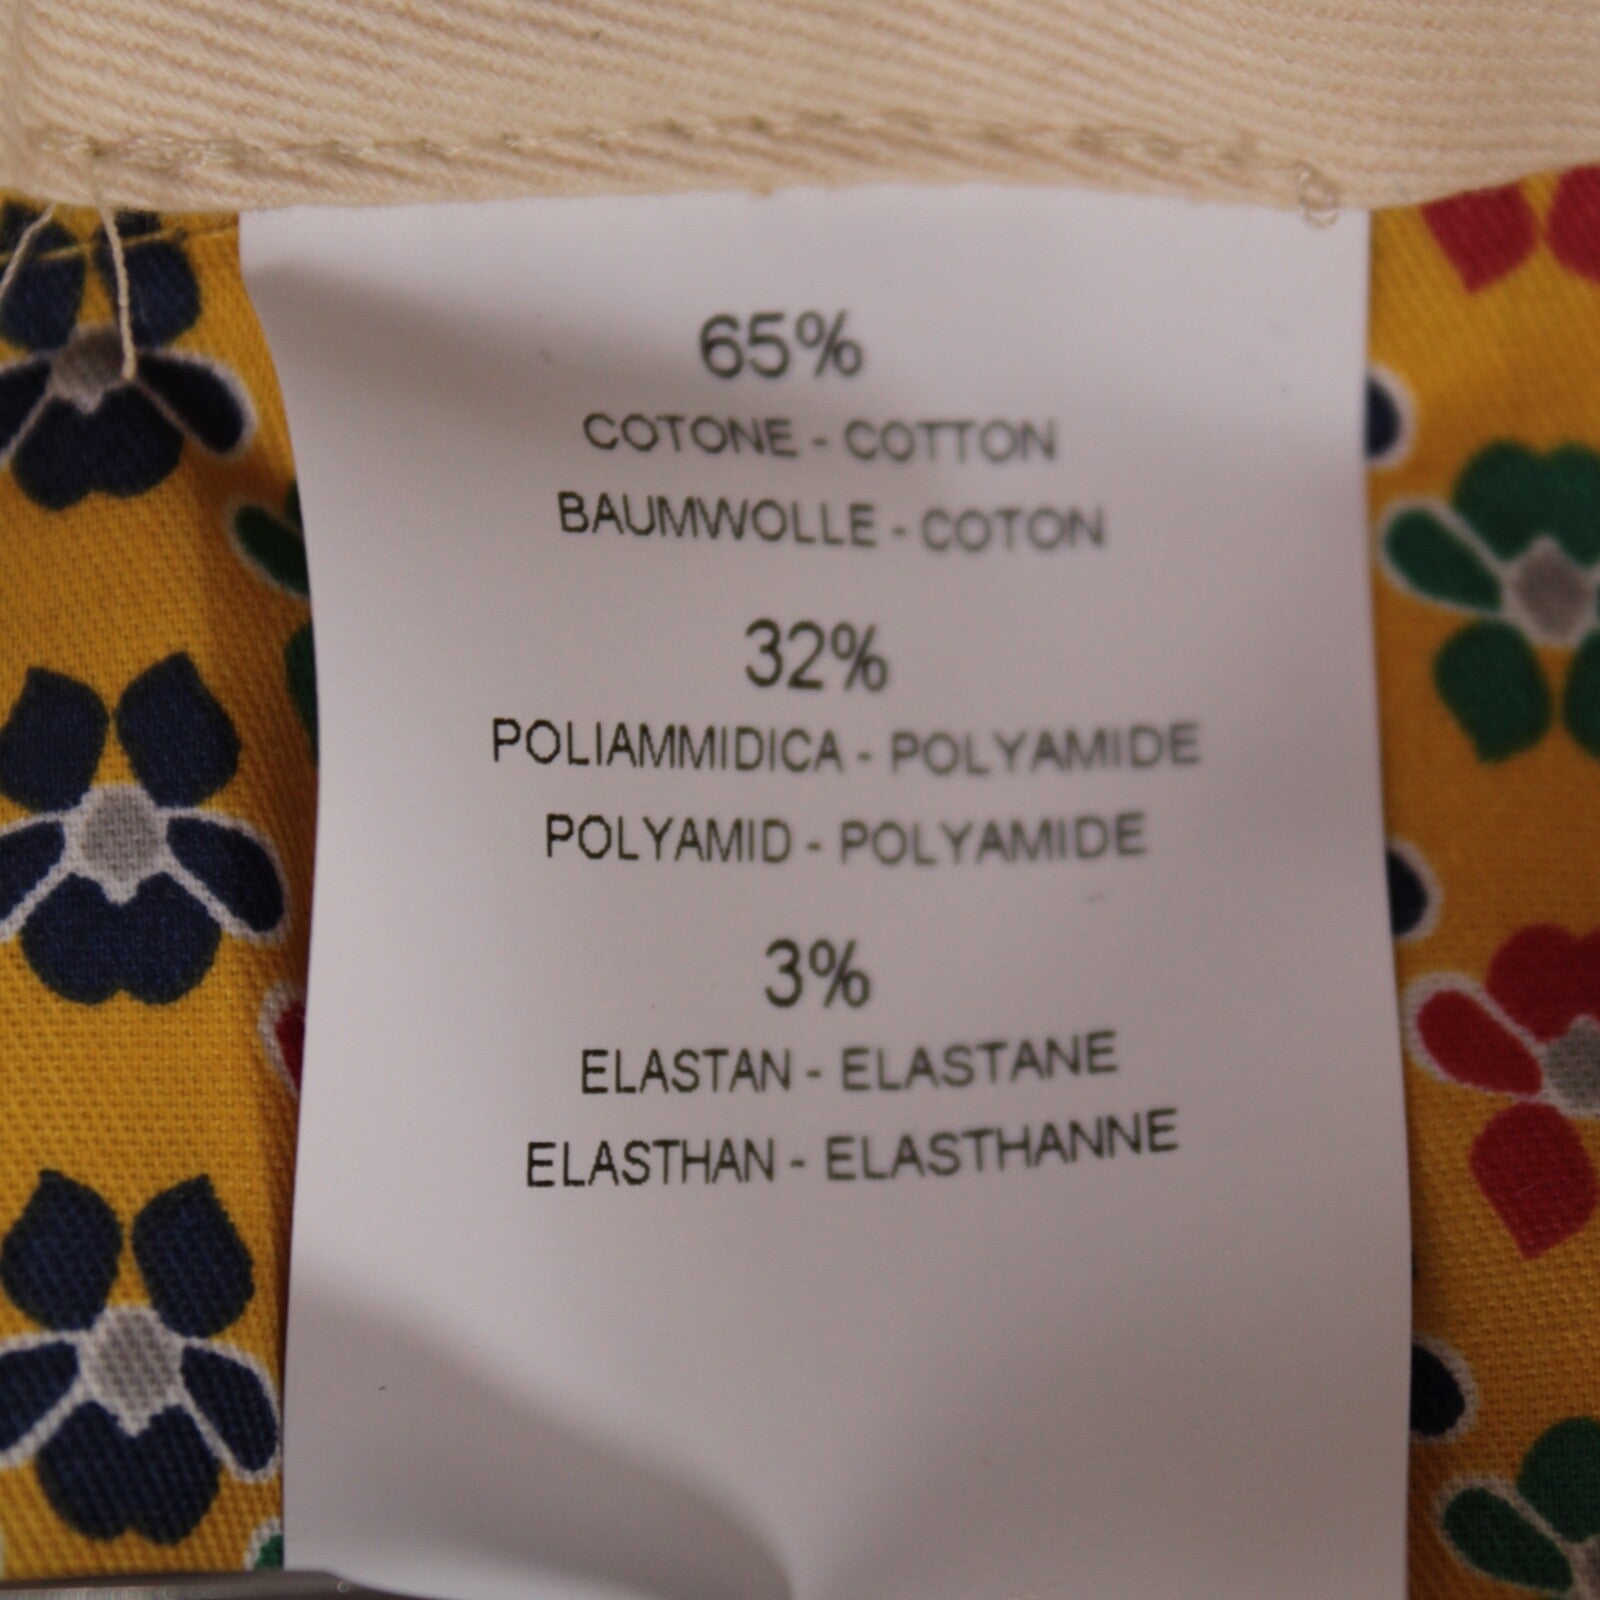 65%
COTONE - COTTON
BAUMWOLLE - COTON
32%
POLIAMMIDICA - POLYAMIDE
POLYAMID - POLYAMIDE
3%
ELASTAN - ELASTANE
ELASTHAN - ELASTHANNE